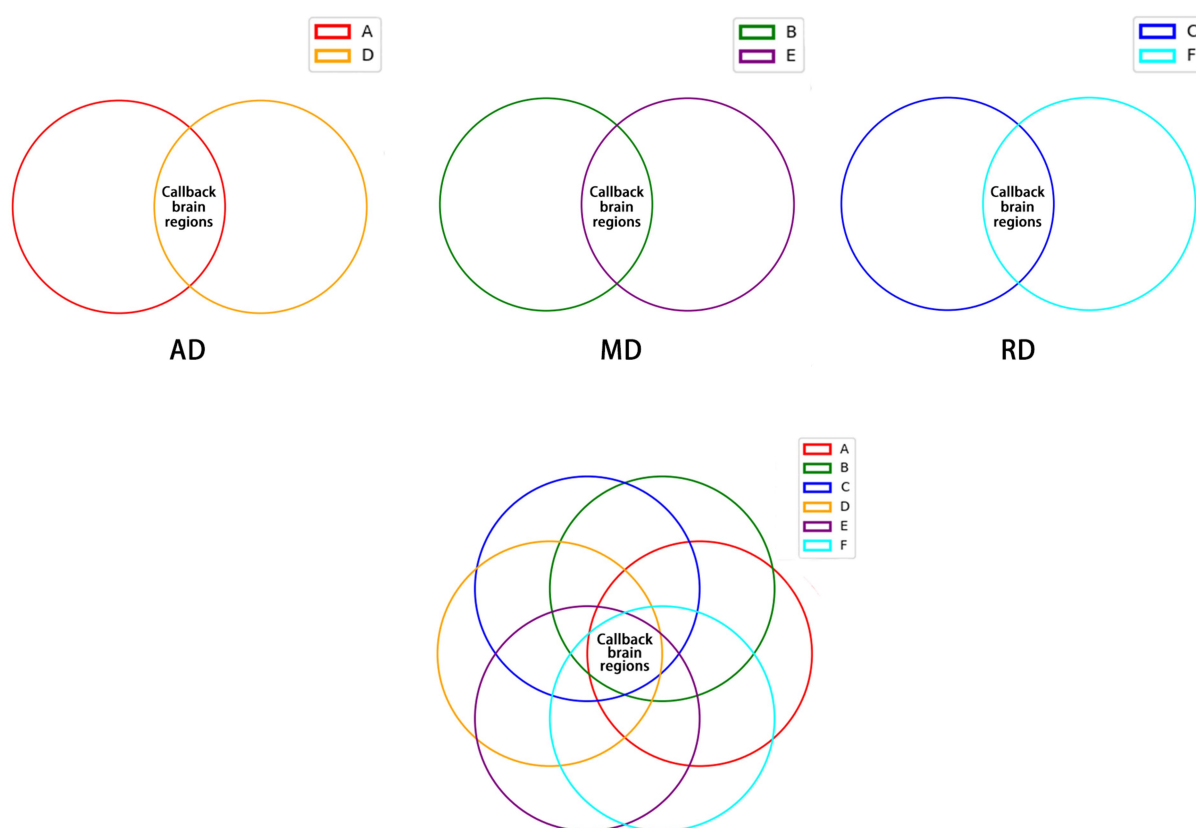 A
D
B
E
C
F
Callback
brain
regions
Callback
brain
regions
Callback
brain
regions
AD
MD
RD
A
B
C
D
E
F
Callback
brain
regions